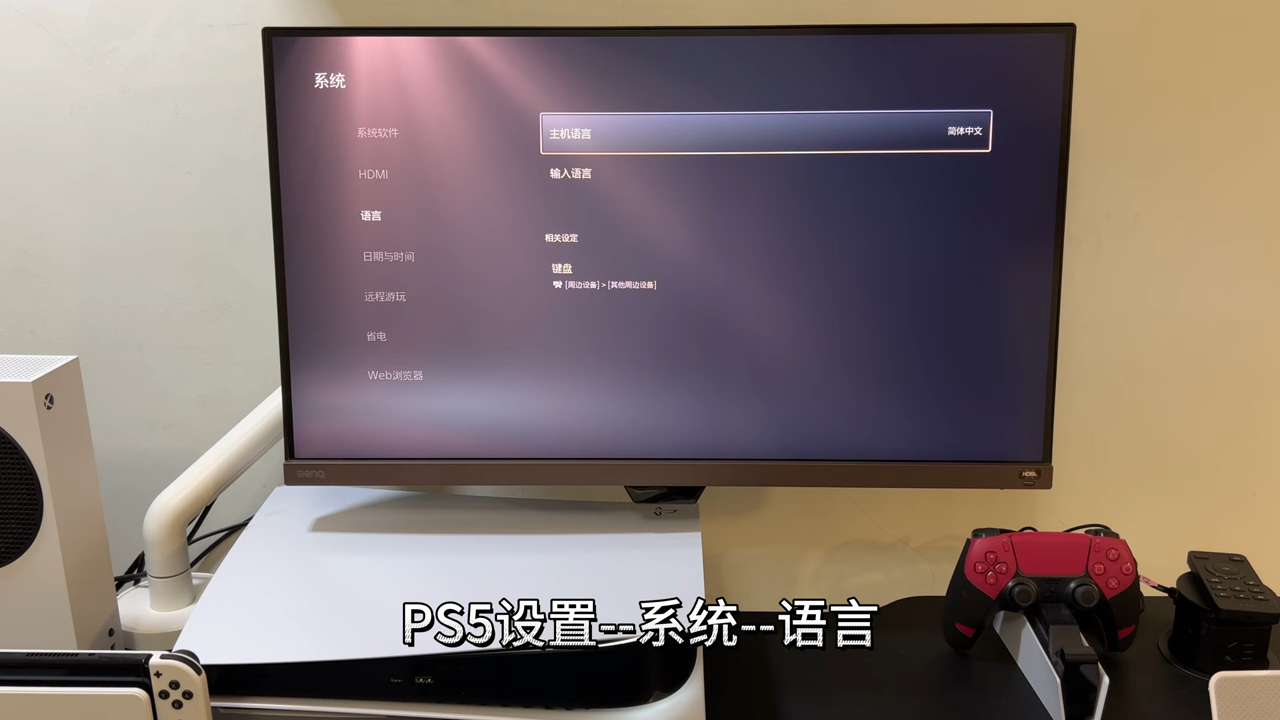 系统
系统软件
HDMI
语言
日期与时间
远程游玩
省电
Web浏览器
主机语言
简体中文
输入语言
相关设定
键盘
[周边设备] > [其他周边设备]
BenQ
PS5设置--系统--语言